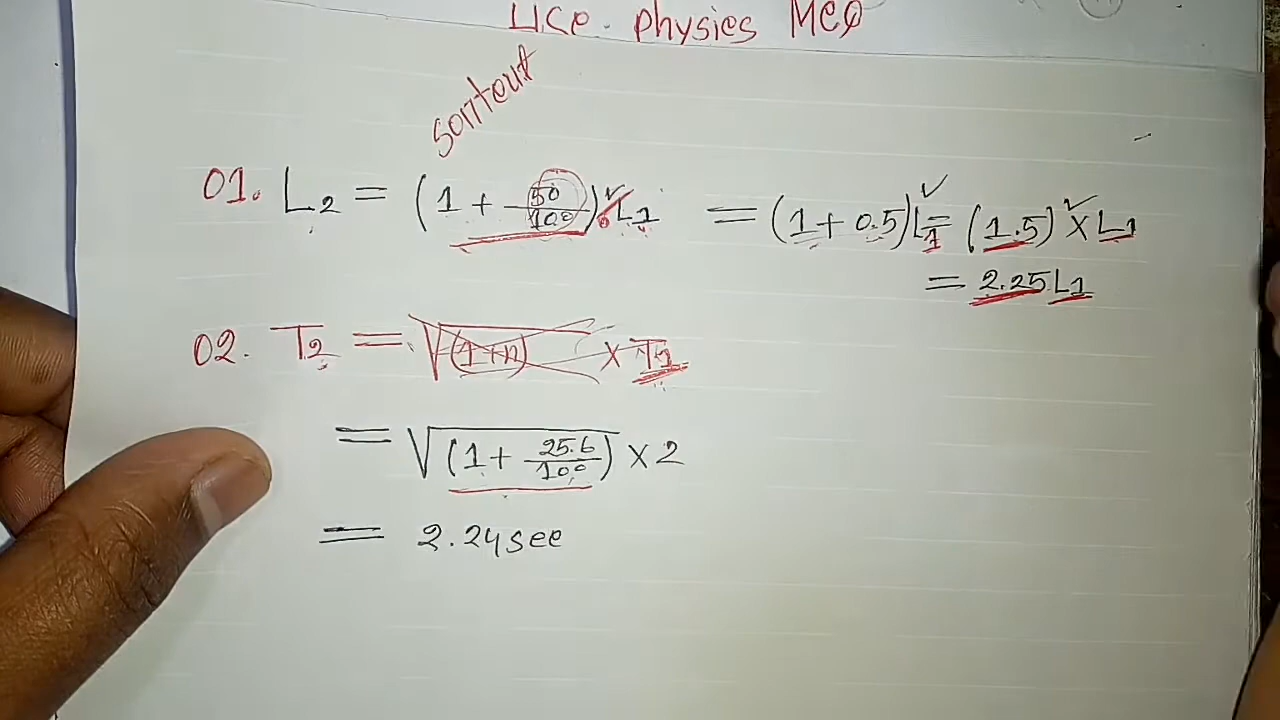 HSC. physics MCQ
sortcut
01. L₂ = (1 + 50/100)² L₁ = (1 + 0.5)² L₁ = (1.5)² × L₁
= 2.25 L₁
02. T₂ = √(1+n) × T₁
= √(1 + 25.6/100) × 2
= 2.24 sec